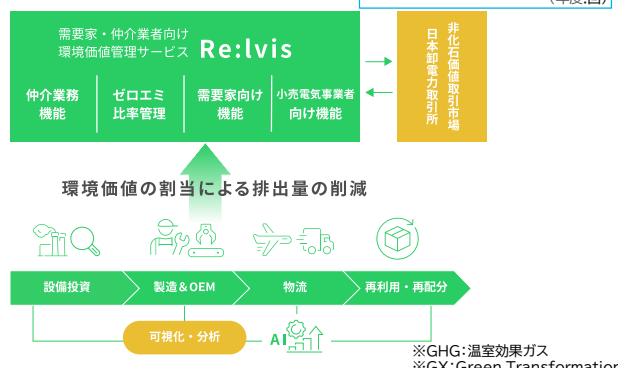 需要家・仲介業者向け
環境価値管理サービス Re:lvis
仲介業務
機能
ゼロエミ
比率管理
需要家向け
機能
小売電気事業者
向け機能
非化石価値取引市場
日本卸電力取引所
環境価値の割当による排出量の削減
設備投資
製造&OEM
物流
再利用・再配分
可視化・分析
AI
※GHG:温室効果ガス
※GX:Green Transformation